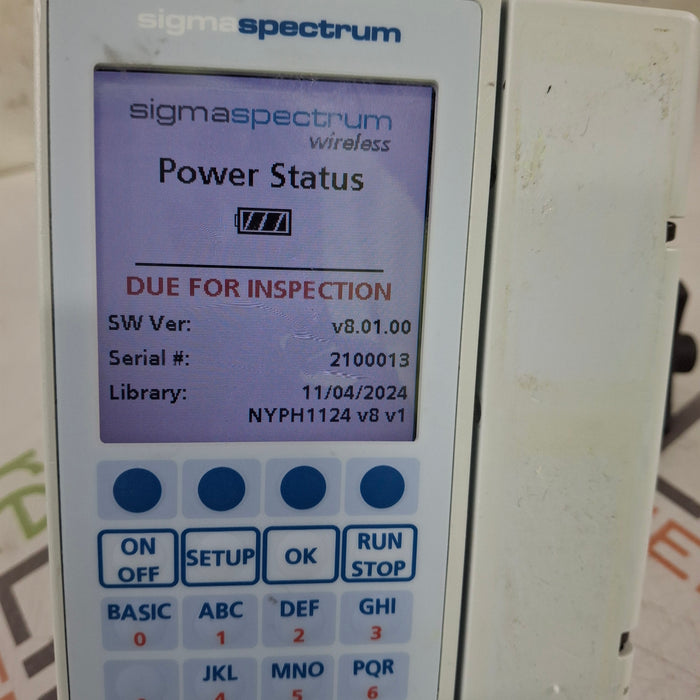 sigmaspectrum
sigmaspectrum
wireless
Power Status
DUE FOR INSPECTION
SW Ver: v8.01.00
Serial #: 2100013
Library: 11/04/2024
NYPH1124 v8 v1
ON OFF SETUP OK RUN STOP
BASIC ABC DEF GHI
0 1 2 3
JKL MNO PQR
4 5 6